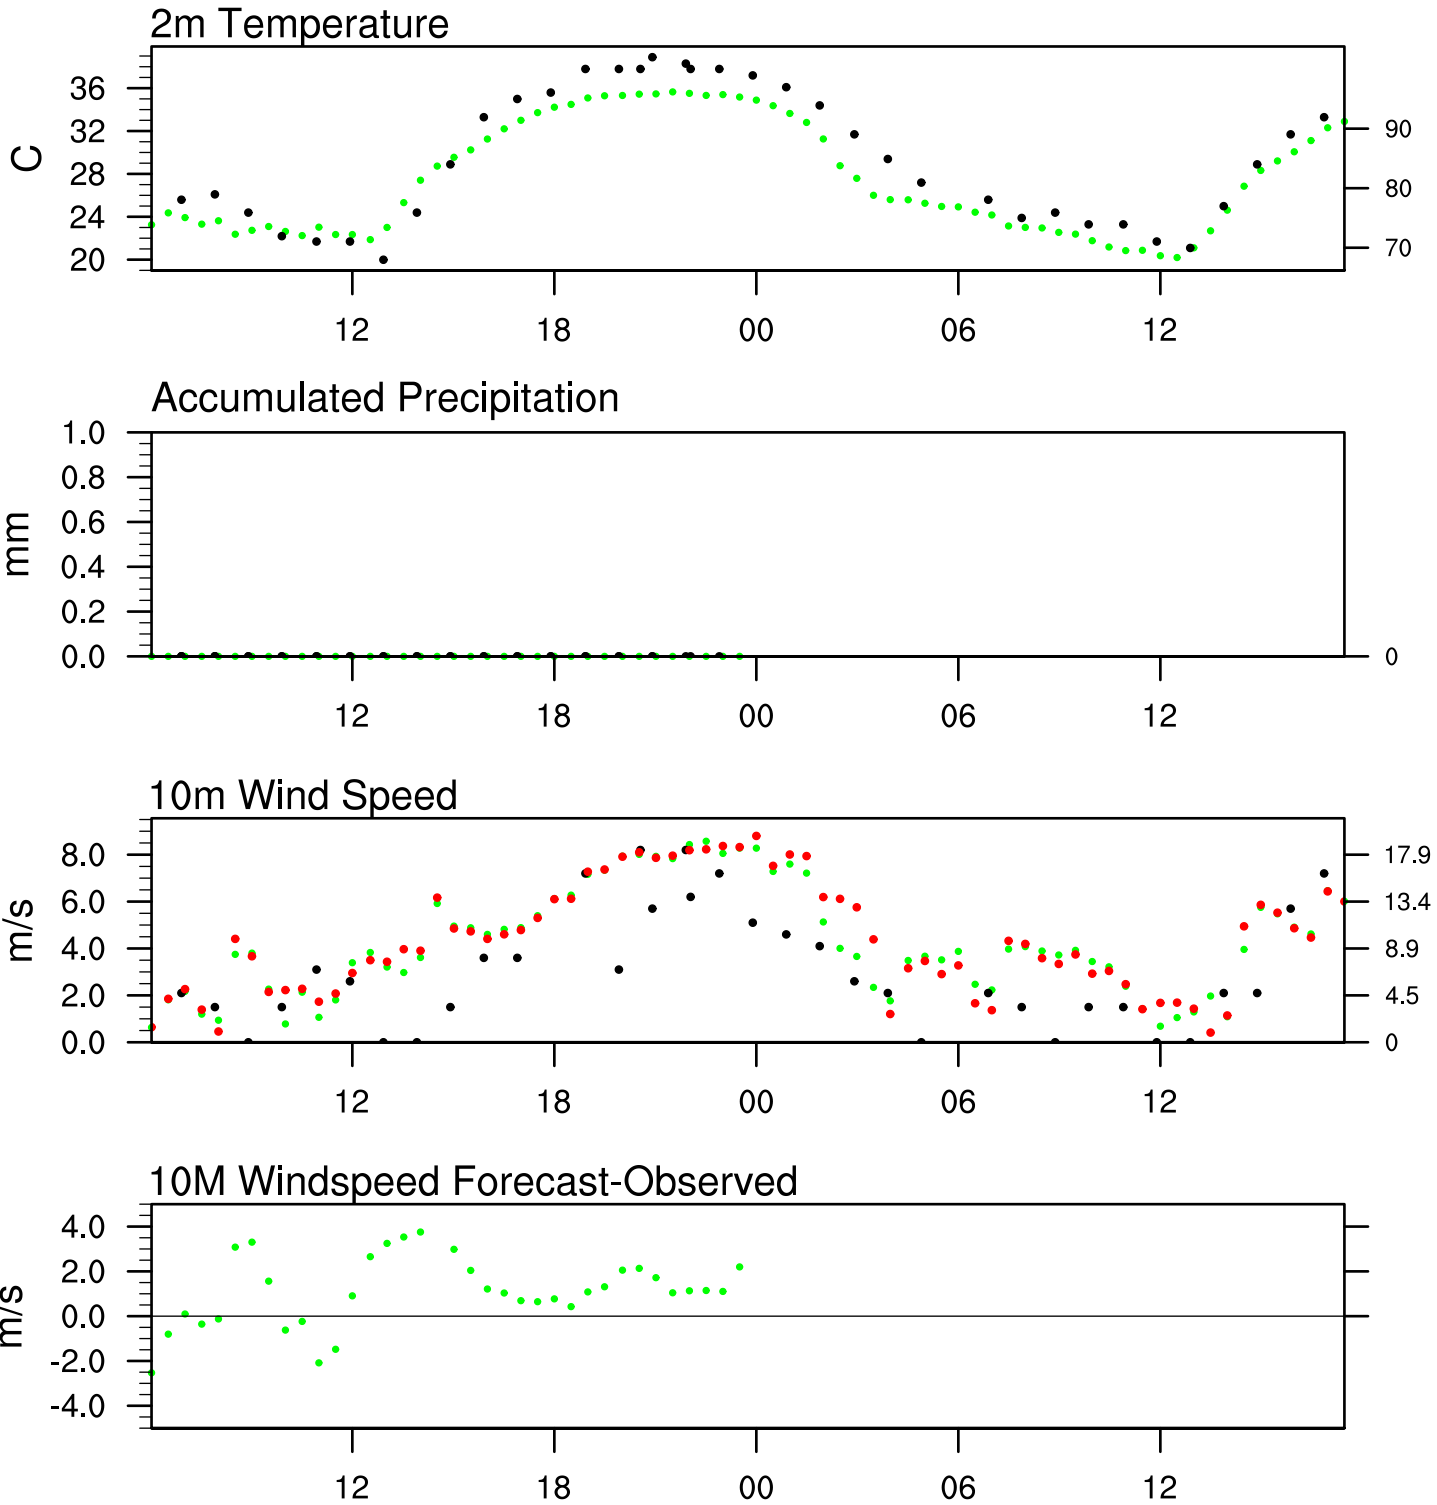 2m Temperature
C
36
32
28
24
20
90
80
70
12 18 00 06 12
Accumulated Precipitation
mm
1.0
0.8
0.6
0.4
0.2
0.0
0
12 18 00 06 12
10m Wind Speed
m/s
8.0
6.0
4.0
2.0
0.0
17.9
13.4
8.9
4.5
0
12 18 00 06 12
10M Windspeed Forecast-Observed
m/s
4.0
2.0
0.0
-2.0
-4.0
12 18 00 06 12